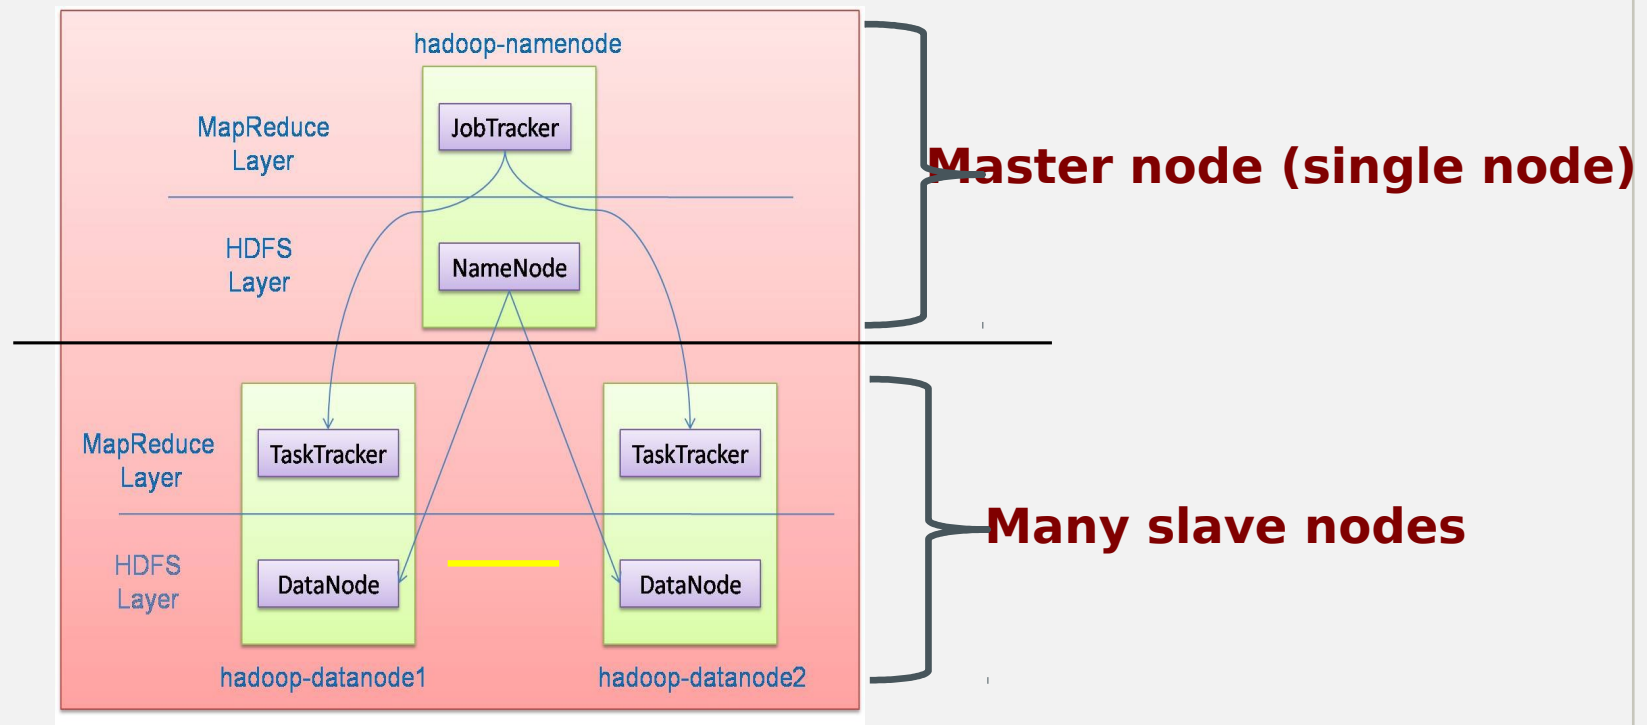 hadoop-namenode
MapReduce
Layer
JobTracker
Master node (single node)
HDFS
Layer
NameNode
MapReduce
Layer
TaskTracker
TaskTracker
Many slave nodes
HDFS
Layer
DataNode
DataNode
hadoop-datanode1
hadoop-datanode2